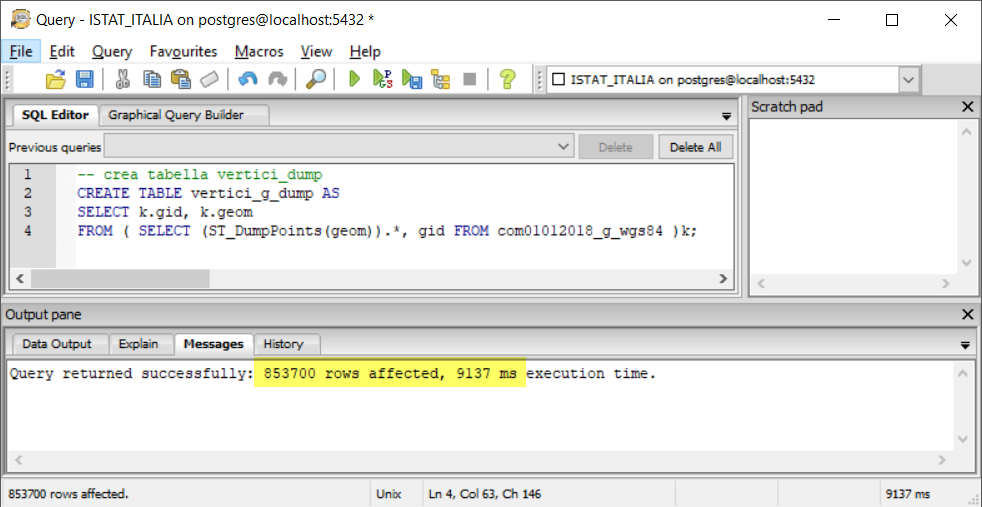 Query - ISTAT_ITALIA on postgres@localhost:5432 *
File Edit Query Favourites Macros View Help
ISTAT_ITALIA on postgres@localhost:5432
SQL Editor Graphical Query Builder
Scratch pad
Previous queries Delete Delete All
1 -- crea tabella vertici_dump
2 CREATE TABLE vertici_g_dump AS
3 SELECT k.gid, k.geom
4 FROM ( SELECT (ST_DumpPoints(geom)).*, gid FROM com01012018_g_wgs84 )k;
Output pane
Data Output Explain Messages History
Query returned successfully: 853700 rows affected, 9137 ms execution time.
853700 rows affected. Unix Ln 4, Col 63, Ch 146 9137 ms